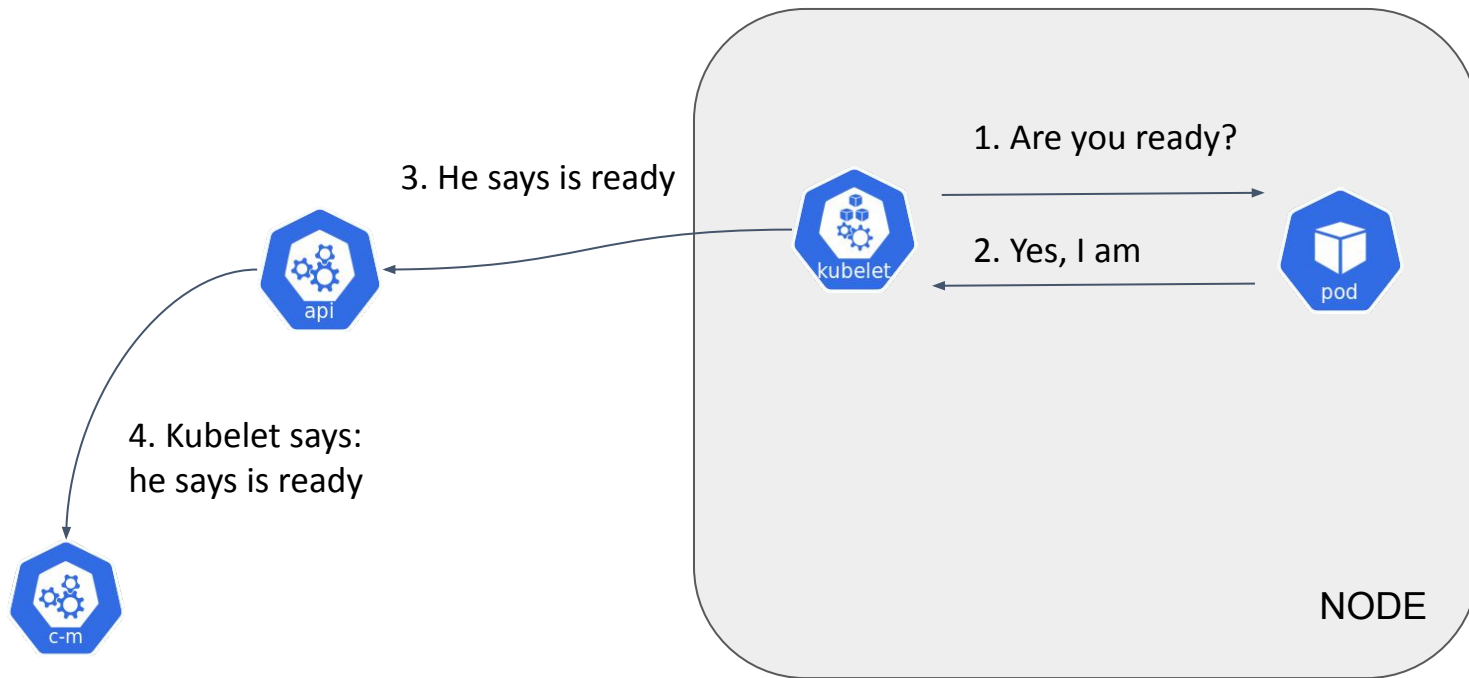 1. Are you ready?
3. He says is ready
kubelet
2. Yes, I am
pod
api
4. Kubelet says:
he says is ready
c-m
NODE